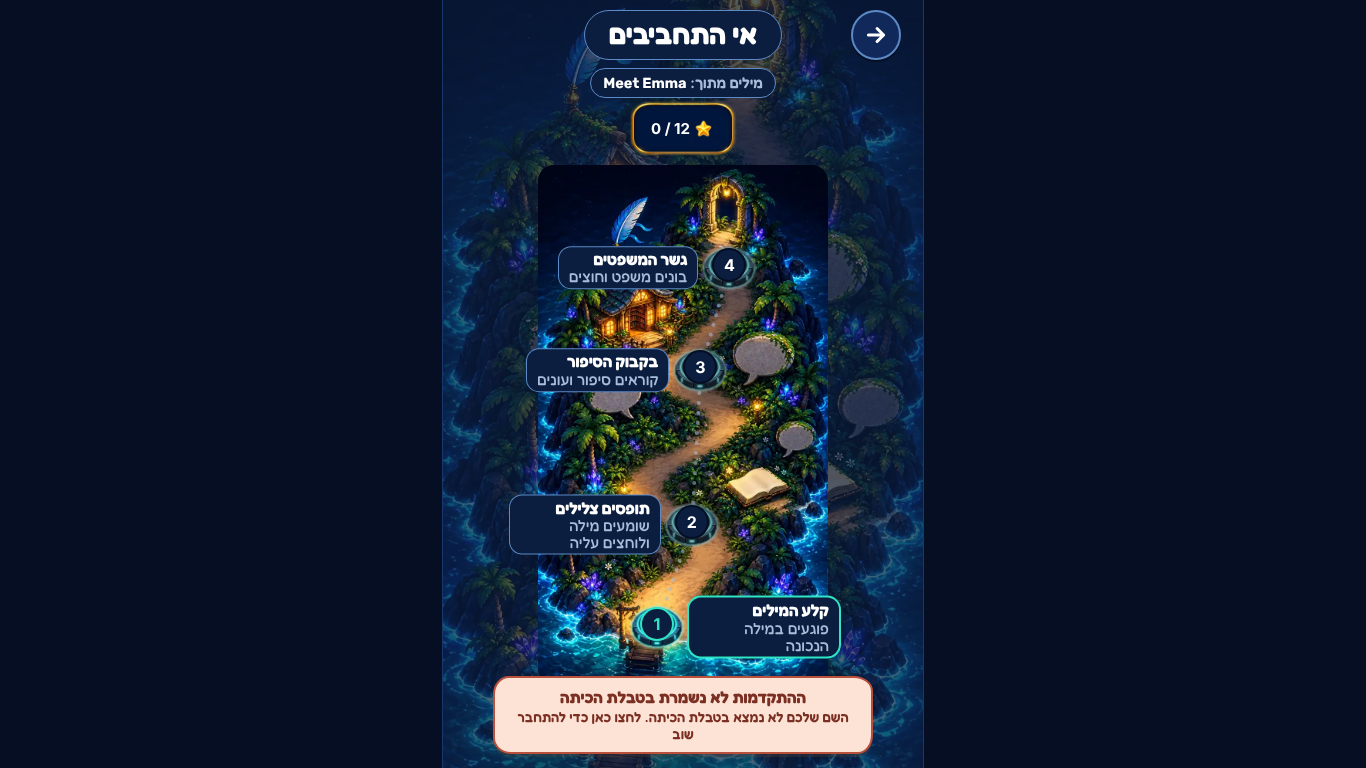 אי התחביבים
מילים מתוך: Meet Emma
0 / 12
4
גשר המשפטים
בונים משפט וחוצים
3
בקבוק הסיפור
קוראים סיפור ועונים
2
תופסים צלילים
שומעים מילה
ולוחצים עליה
1
קלע המילים
פוגעים במילה
הנכונה
ההתקדמות לא נשמרת בטבלת הכיתה
השם שלכם לא נמצא בטבלת הכיתה. לחצו כאן כדי להתחבר
שוב